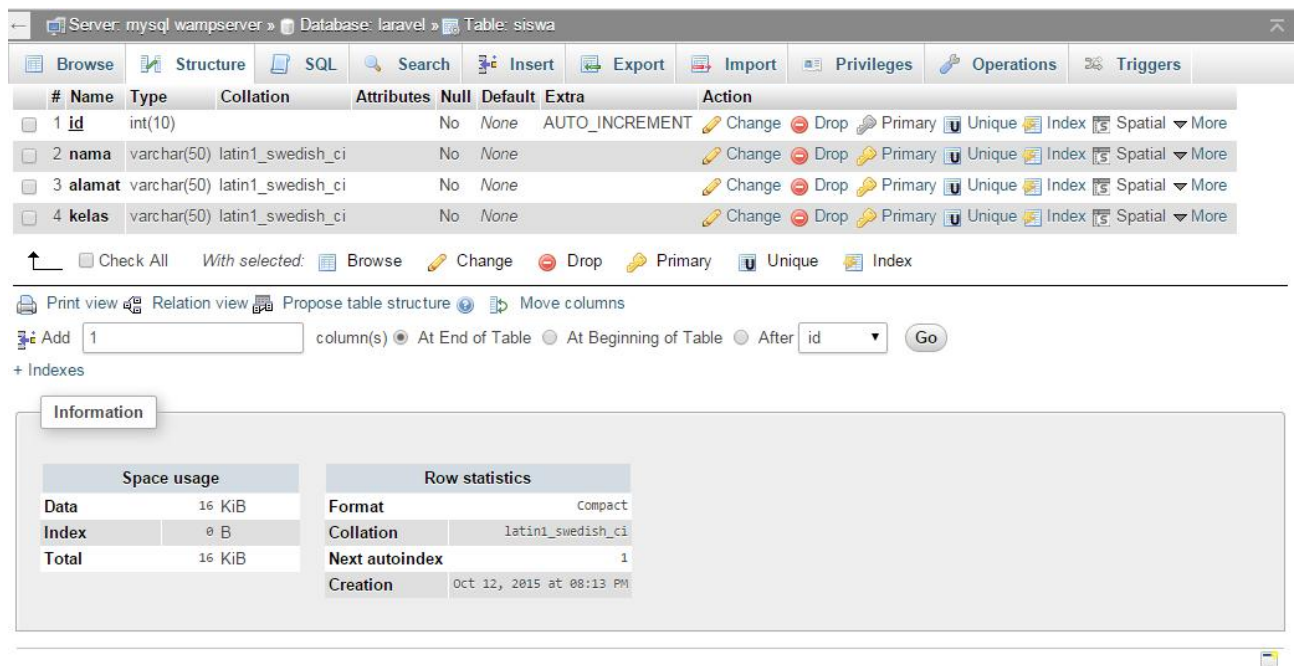 Server: mysql wampserver » Database: laravel » Table: siswa
Browse Structure SQL Search Insert Export Import Privileges Operations Triggers
# Name Type Collation Attributes Null Default Extra Action
1 id int(10) No None AUTO_INCREMENT Change Drop Primary Unique Index Spatial More
2 nama varchar(50) latin1_swedish_ci No None Change Drop Primary Unique Index Spatial More
3 alamat varchar(50) latin1_swedish_ci No None Change Drop Primary Unique Index Spatial More
4 kelas varchar(50) latin1_swedish_ci No None Change Drop Primary Unique Index Spatial More
Check All With selected: Browse Change Drop Primary Unique Index
Print view Relation view Propose table structure Move columns
Add 1 column(s) At End of Table At Beginning of Table After id Go
+ Indexes
Information
Space usage
Data 16 KiB
Index 0 B
Total 16 KiB
Row statistics
Format Compact
Collation latin1_swedish_ci
Next autoindex 1
Creation Oct 12, 2015 at 08:13 PM